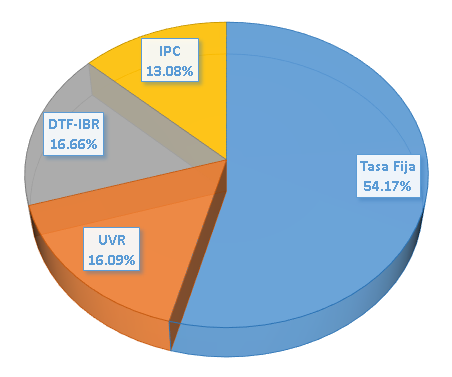 IPC
13.08%
DTF-IBR
16.66%
Tasa Fija
54.17%
UVR
16.09%